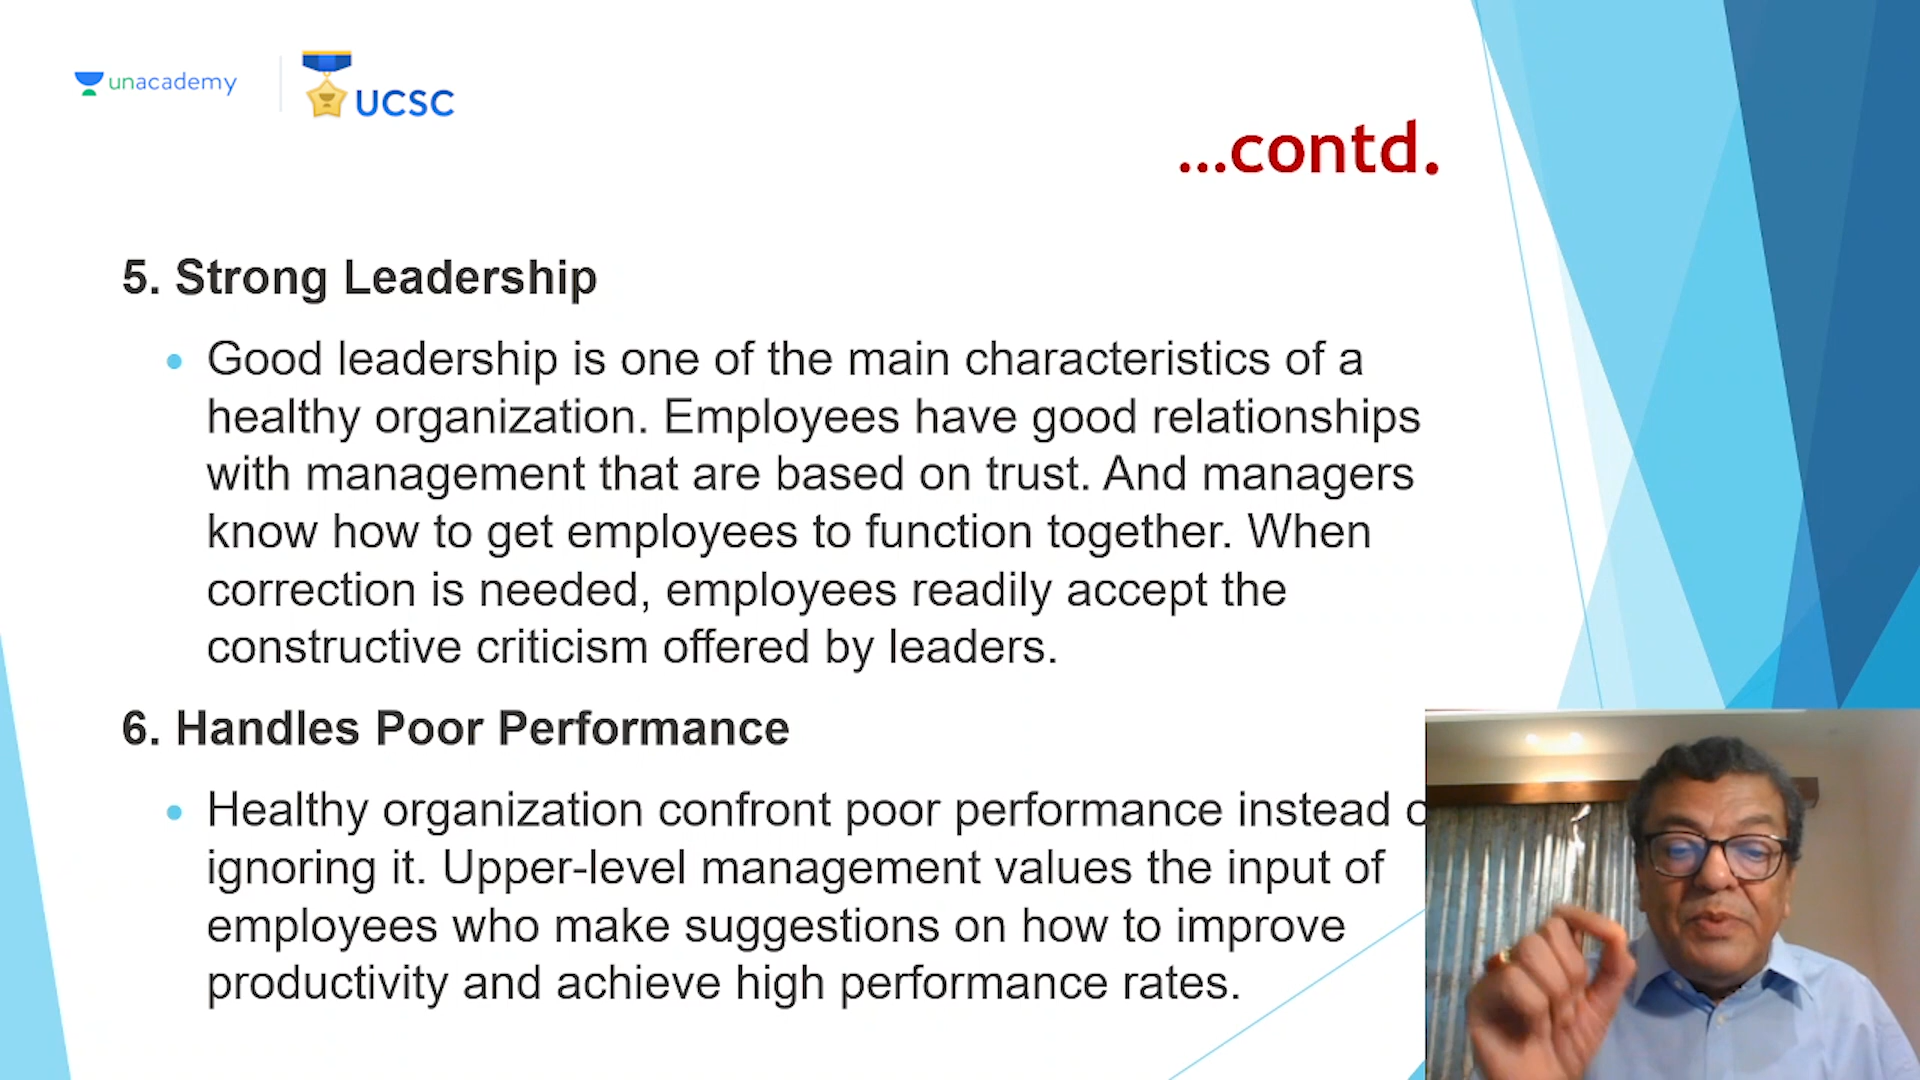 unacademy
UCSC
...contd.
5. Strong Leadership
• Good leadership is one of the main characteristics of a
healthy organization. Employees have good relationships
with management that are based on trust. And managers
know how to get employees to function together. When
correction is needed, employees readily accept the
constructive criticism offered by leaders.
6. Handles Poor Performance
• Healthy organization confront poor performance instead
ignoring it. Upper-level management values the input of
employees who make suggestions on how to improve
productivity and achieve high performance rates.